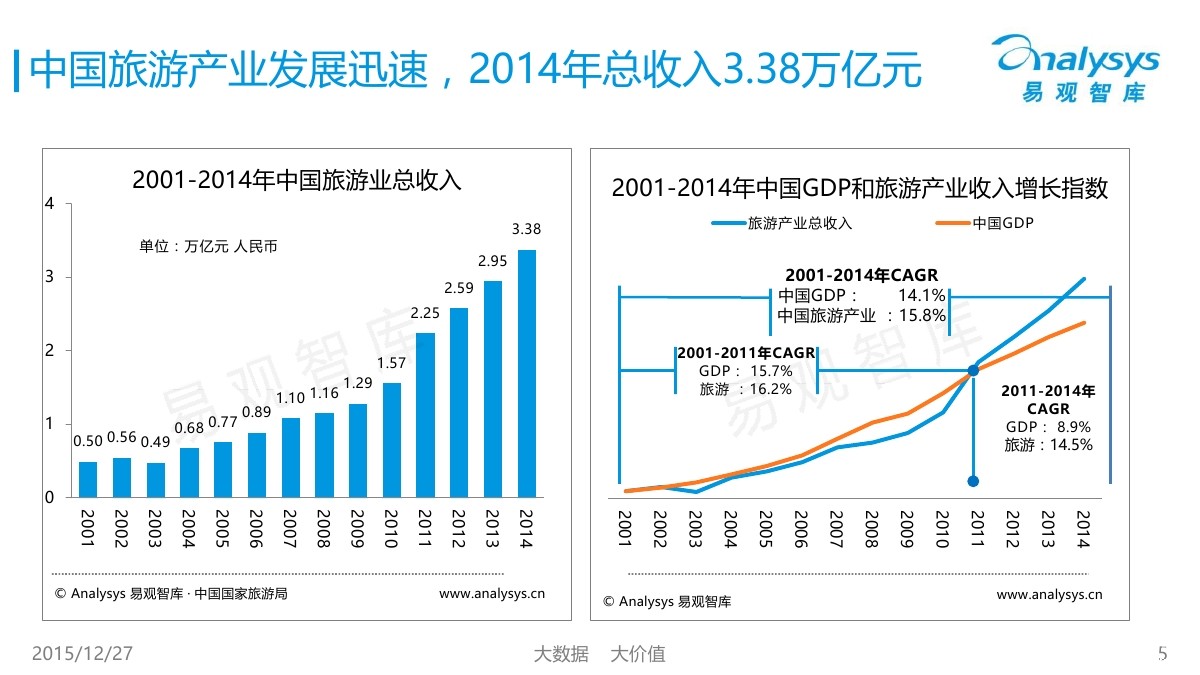 中国旅游产业发展迅速，2014年总收入3.38万亿元
analysys
易观智库
2001-2014年中国旅游业总收入
单位：万亿元 人民币
4
3
2
1
0
0.50
0.56
0.49
0.68
0.77
0.89
1.10
1.16
1.29
1.57
2.25
2.59
2.95
3.38
2001
2002
2003
2004
2005
2006
2007
2008
2009
2010
2011
2012
2013
2014
易观智库
© Analysys 易观智库 · 中国国家旅游局
www.analysys.cn
2001-2014年中国GDP和旅游产业收入增长指数
旅游产业总收入
中国GDP
2001-2014年CAGR
中国GDP： 14.1%
中国旅游产业 ：15.8%
2001-2011年CAGR
GDP： 15.7%
旅游 ：16.2%
2011-2014年
CAGR
GDP： 8.9%
旅游：14.5%
易观智库
2001
2002
2003
2004
2005
2006
2007
2008
2009
2010
2011
2012
2013
2014
© Analysys 易观智库
www.analysys.cn
2015/12/27
大数据 大价值
5